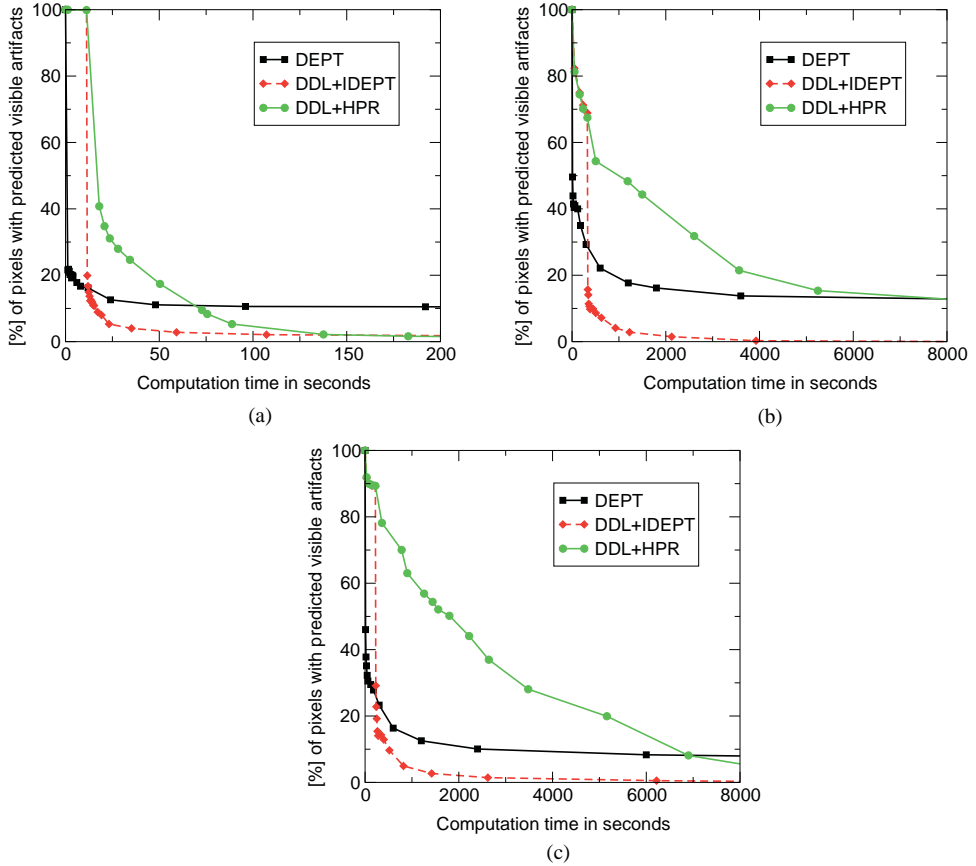 [%] of pixels with predicted visible artifacts
100
80
60
40
20
0
0 50 100 150 200
Computation time in seconds
DEPT
DDL+IDEPT
DDL+HPR
(a)
[%] of pixels with predicted visible artifacts
100
80
60
40
20
0
0 2000 4000 6000 8000
Computation time in seconds
DEPT
DDL+IDEPT
DDL+HPR
(b)
[%] of pixels with predicted visible artifacts
100
80
60
40
20
0
0 2000 4000 6000 8000
Computation time in seconds
DEPT
DDL+IDEPT
DDL+HPR
(c)